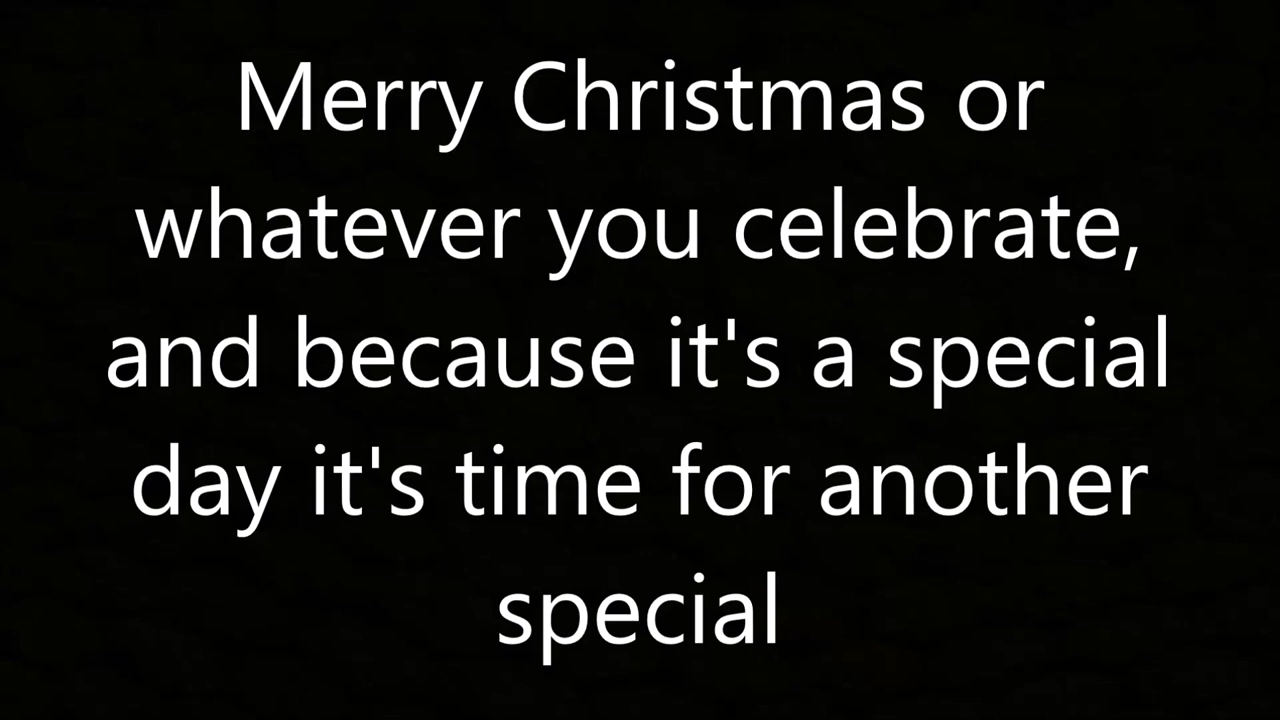 Merry Christmas or
whatever you celebrate,
and because it's a special
day it's time for another
special